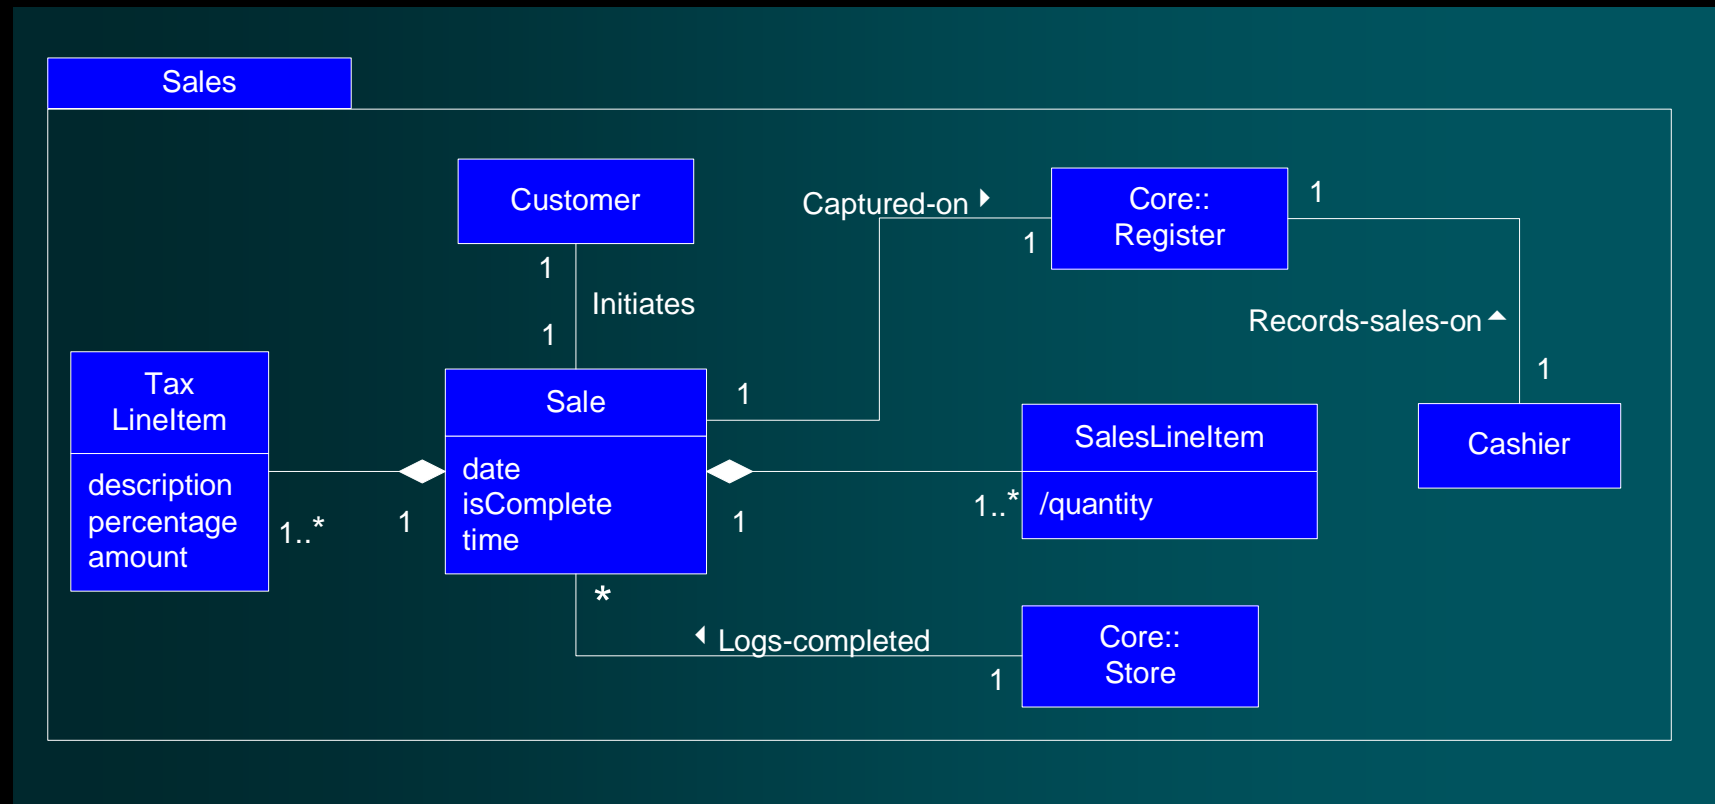 Sales
Customer
1
Initiates
1
Captured-on
1
1
Core::
Register
1
Records-sales-on
1
Cashier
Tax
LineItem
description
percentage
amount
1..*
1
Sale
date
isComplete
time
1
1..*
SalesLineItem
/quantity
*
Logs-completed
1
Core::
Store